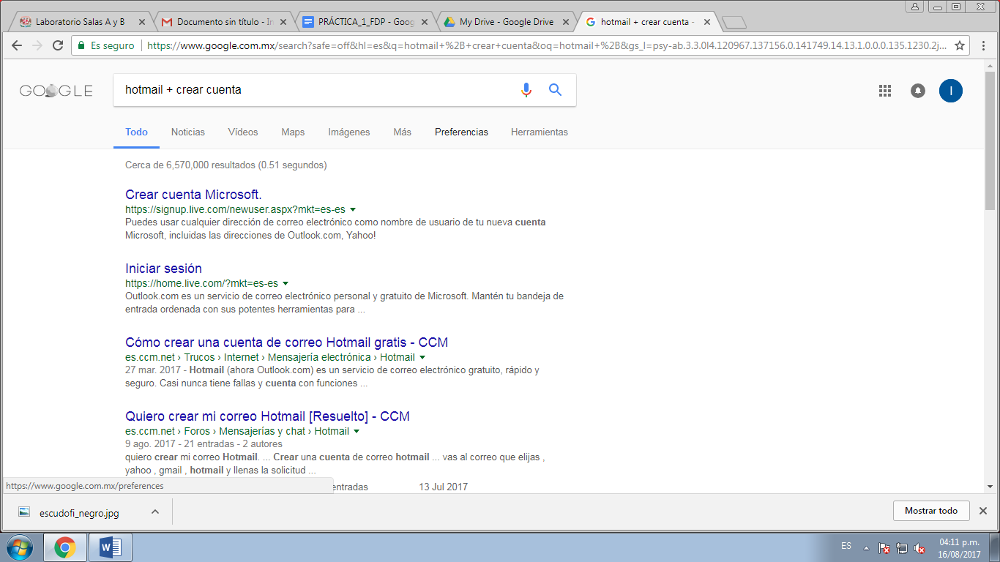 Laboratorio Salas A y B
Documento sin título - In
PRÁCTICA_1_FDP - Goog
My Drive - Google Drive
hotmail + crear cuenta -
Es seguro
https://www.google.com.mx/search?safe=off&hl=es&q=hotmail+%2B+crear+cuenta&oq=hotmail+%2B&gs_l=psy-ab.3.3.0l4.120967.137156.0.141749.14.13.1.0.0.0.135.1230.2j...
GOOGLE
hotmail + crear cuenta
I
Todo Noticias Vídeos Maps Imágenes Más Preferencias Herramientas
Cerca de 6,570,000 resultados (0.51 segundos)
Crear cuenta Microsoft.
https://signup.live.com/newuser.aspx?mkt=es-es
Puedes usar cualquier dirección de correo electrónico como nombre de usuario de tu nueva cuenta
Microsoft, incluidas las direcciones de Outlook.com, Yahoo!
Iniciar sesión
https://home.live.com/?mkt=es-es
Outlook.com es un servicio de correo electrónico personal y gratuito de Microsoft. Mantén tu bandeja de
entrada ordenada con sus potentes herramientas para ...
Cómo crear una cuenta de correo Hotmail gratis - CCM
es.ccm.net › Trucos › Internet › Mensajería electrónica › Hotmail
27 mar. 2017 - Hotmail (ahora Outlook.com) es un servicio de correo electrónico gratuito, rápido y
seguro. Casi nunca tiene fallas y cuenta con funciones ...
Quiero crear mi correo Hotmail [Resuelto] - CCM
es.ccm.net › Foros › Mensajerías y chat › Hotmail
9 ago. 2017 - 21 entradas - 2 autores
quiero crear mi correo Hotmail. ... Crear una cuenta de correo hotmail ... vas al correo que elijas ,
yahoo , gmail , hotmail y llenas la solicitud ...
https://www.google.com.mx/preferences
entradas 13 Jul 2017
escudofi_negro.jpg
Mostrar todo
ES
04:11 p.m.
16/08/2017